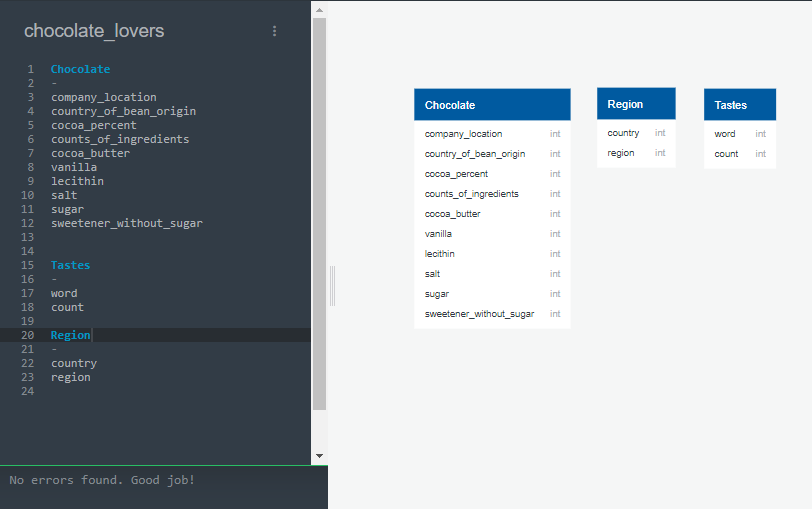 chocolate_lovers
1 Chocolate
2 -
3 company_location
4 country_of_bean_origin
5 cocoa_percent
6 counts_of_ingredients
7 cocoa_butter
8 vanilla
9 lecithin
10 salt
11 sugar
12 sweetener_without_sugar
13
14
15 Tastes
16 -
17 word
18 count
19
20 Region
21 -
22 country
23 region
24
No errors found. Good job!
Chocolate
company_location int
country_of_bean_origin int
cocoa_percent int
counts_of_ingredients int
cocoa_butter int
vanilla int
lecithin int
salt int
sugar int
sweetener_without_sugar int
Region
country int
region int
Tastes
word int
count int